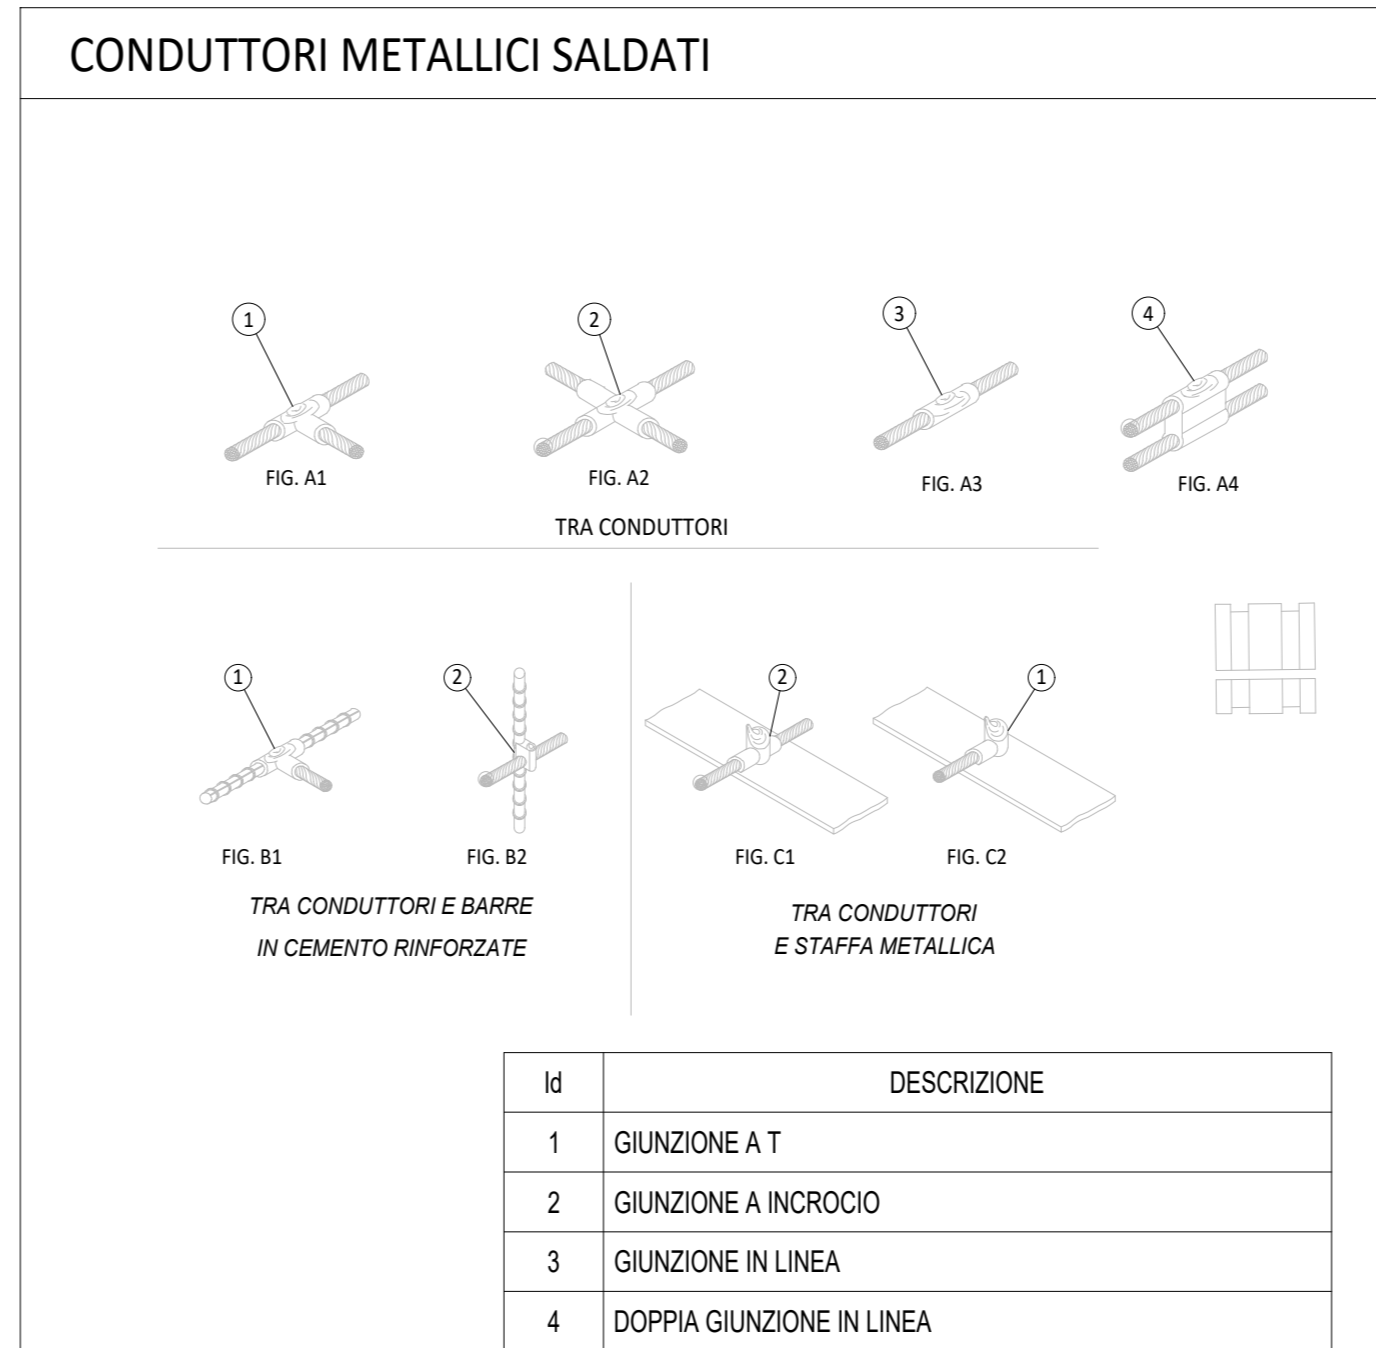 CONDUTTORI METALLICI SALDATI
1
2
3
4
FIG. A1
FIG. A2
FIG. A3
FIG. A4
TRA CONDUTTORI
1
2
2
1
FIG. B1
FIG. B2
FIG. C1
FIG. C2
TRA CONDUTTORI E BARRE
IN CEMENTO RINFORZATE
TRA CONDUTTORI
E STAFFA METALLICA
Id DESCRIZIONE
1 GIUNZIONE A T
2 GIUNZIONE A INCROCIO
3 GIUNZIONE IN LINEA
4 DOPPIA GIUNZIONE IN LINEA